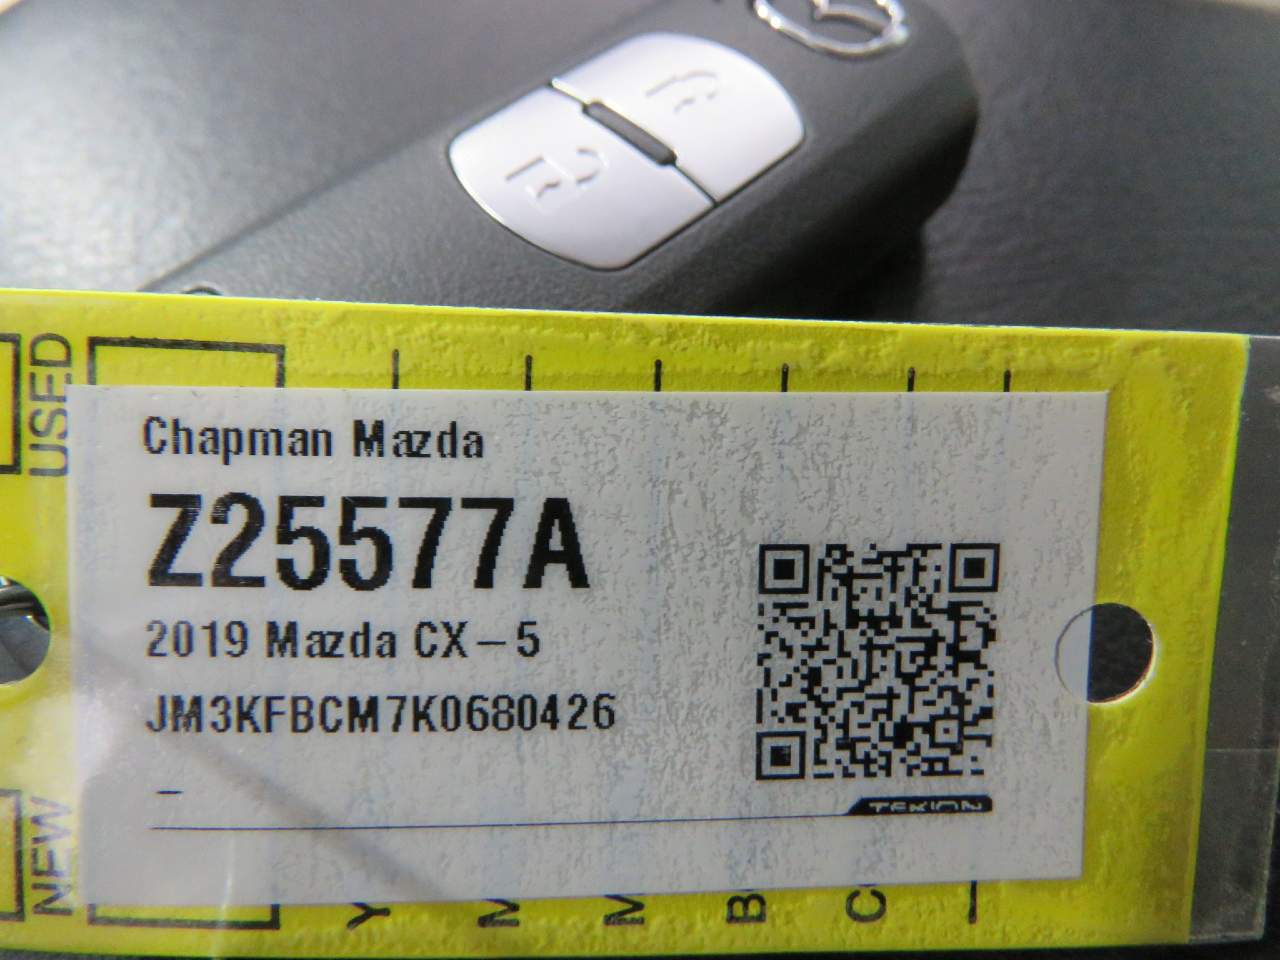 USED
Chapman Mazda
Z25577A
2019 Mazda CX-5
JM3KFBCM7K0680426
-
TEKION
NEW
Y
M
M
B
C